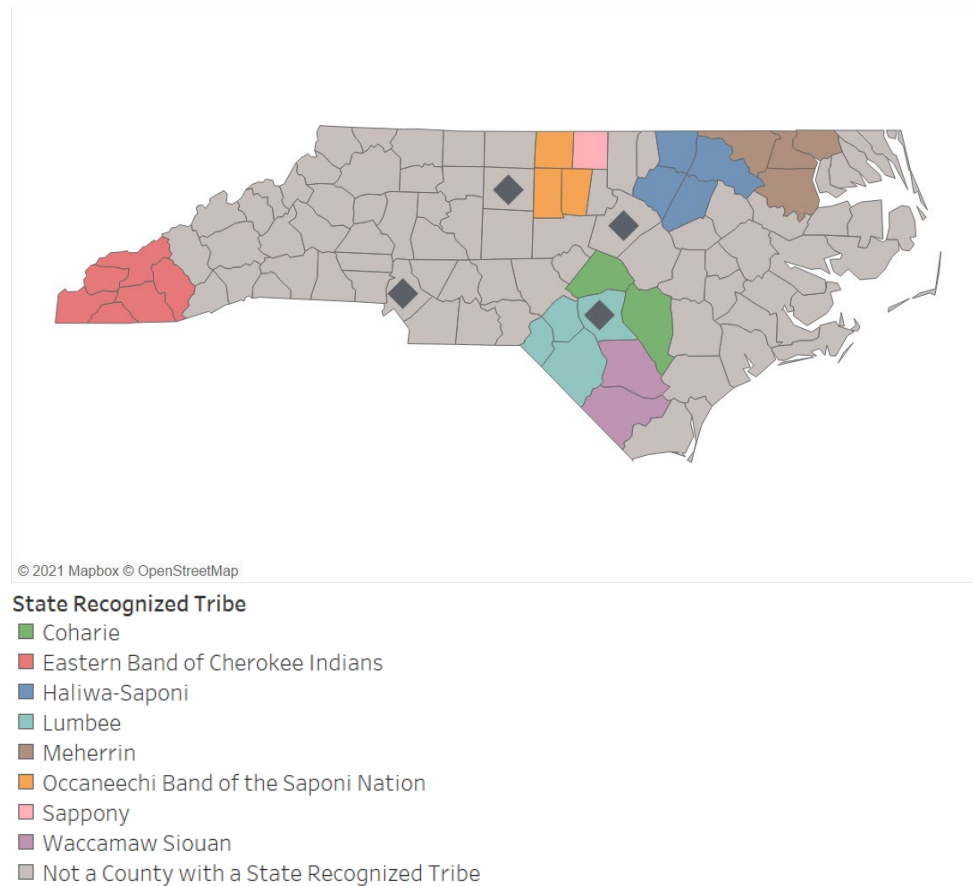 © 2021 Mapbox © OpenStreetMap
State Recognized Tribe
Coharie
Eastern Band of Cherokee Indians
Haliwa-Saponi
Lumbee
Meherrin
Occaneechi Band of the Saponi Nation
Sappony
Waccamaw Siouan
Not a County with a State Recognized Tribe